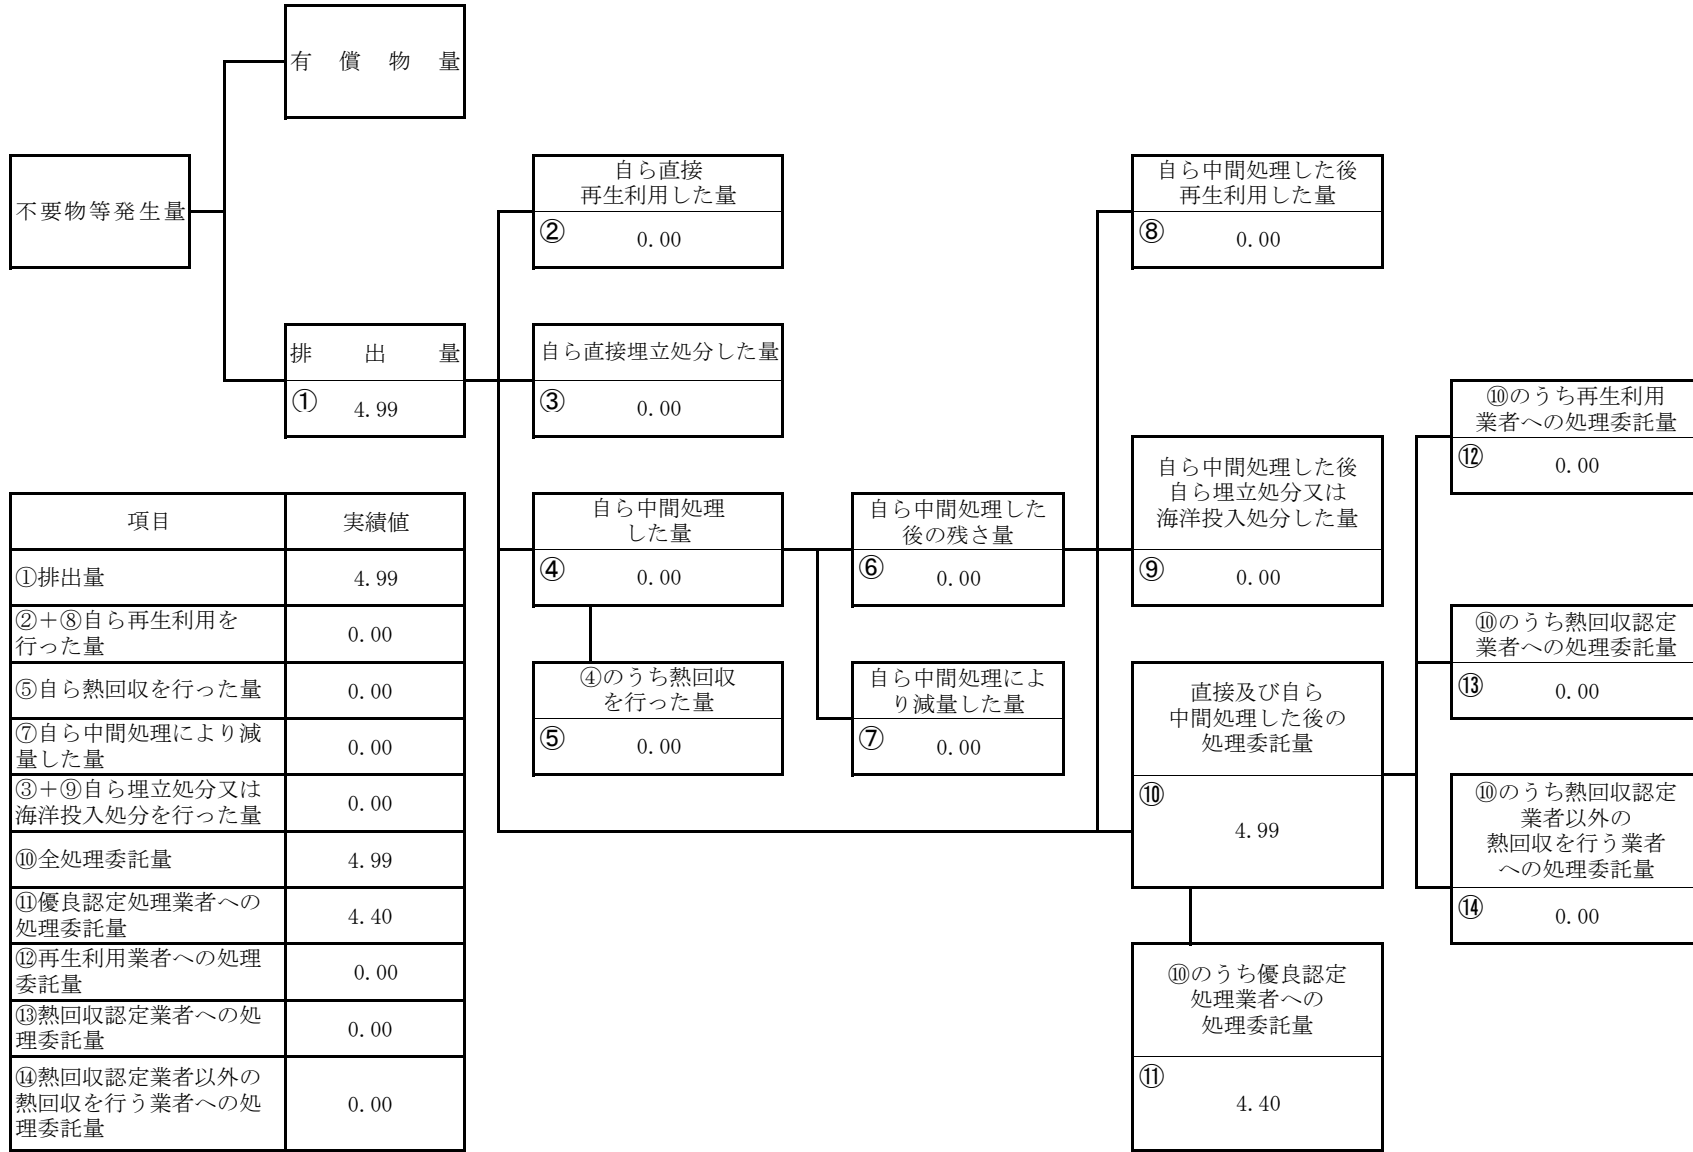 有償物量
不要物等発生量
排出量
① 4.99
自ら直接
再生利用した量
② 0.00
自ら直接埋立処分した量
③ 0.00
自ら中間処理
した量
④ 0.00
④のうち熱回収
を行った量
⑤ 0.00
自ら中間処理した
後の残さ量
⑥ 0.00
自ら中間処理によ
り減量した量
⑦ 0.00
自ら中間処理した後
再生利用した量
⑧ 0.00
自ら中間処理した後
自ら埋立処分又は
海洋投入処分した量
⑨ 0.00
直接及び自ら
中間処理した後の
処理委託量
⑩ 4.99
⑩のうち優良認定
処理業者への
処理委託量
⑪ 4.40
⑩のうち再生利用
業者への処理委託量
⑫ 0.00
⑩のうち熱回収認定
業者への処理委託量
⑬ 0.00
⑩のうち熱回収認定
業者以外の
熱回収を行う業者
への処理委託量
⑭ 0.00
項目 実績値
①排出量 4.99
②+⑧自ら再生利用を
行った量 0.00
⑤自ら熱回収を行った量 0.00
⑦自ら中間処理により減
量した量 0.00
③+⑨自ら埋立処分又は
海洋投入処分を行った量 0.00
⑩全処理委託量 4.99
⑪優良認定処理業者への
処理委託量 4.40
⑫再生利用業者への処理
委託量 0.00
⑬熱回収認定業者への処
理委託量 0.00
⑭熱回収認定業者以外の
熱回収を行う業者への処
理委託量 0.00